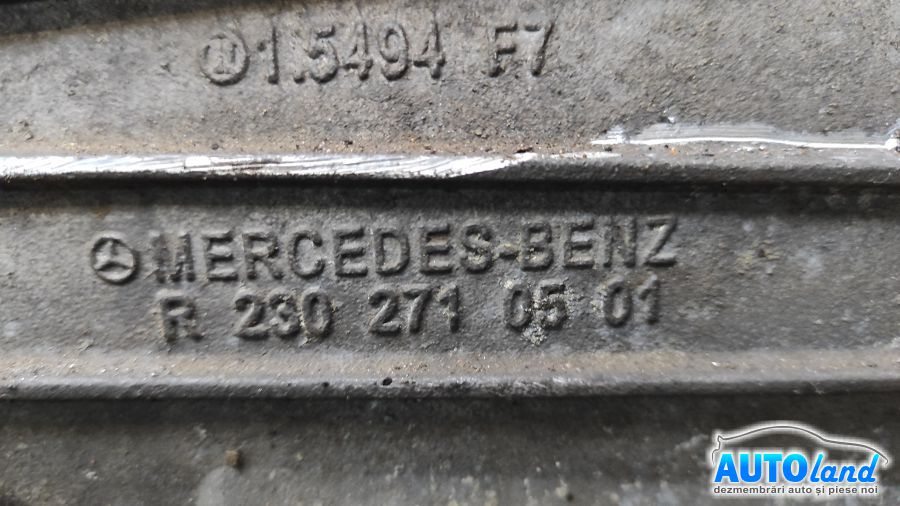 N 1.5494 F7
MERCEDES-BENZ
R 230 271 05 01
AUTOland
dezmembrări auto și piese noi